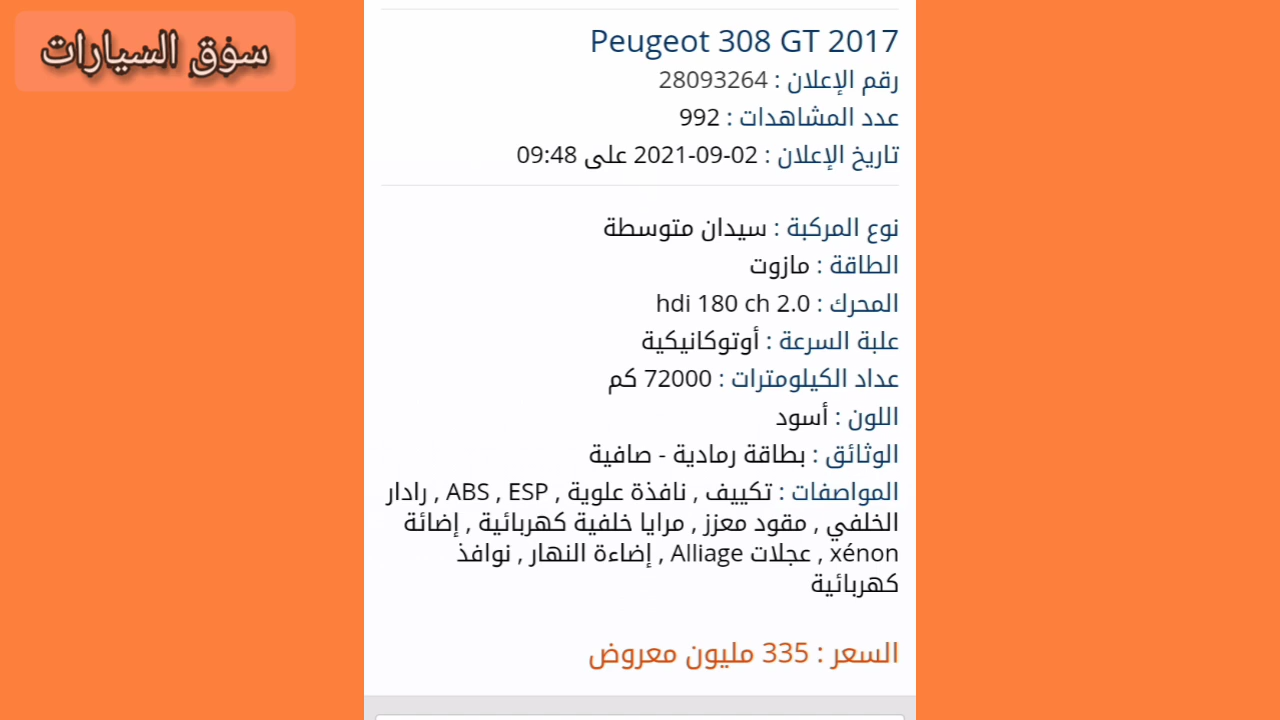 سوق السيارات
Peugeot 308 GT 2017
رقم الإعلان : 28093264
عدد المشاهدات : 992
تاريخ الإعلان : 02-09-2021 على 09:48
نوع المركبة : سيدان متوسطة
الطاقة : مازوت
المحرك : 2.0 hdi 180 ch
علبة السرعة : أوتوكانيكية
عداد الكيلومترات : 72000 كم
اللون : أسود
الوثائق : بطاقة رمادية - صافية
المواصفات : تكييف , نافذة علوية , ABS , ESP , رادار
الخلفي , مقود معزز , مرايا خلفية كهربائية , إضائة
xénon , عجلات Alliage , إضاءة النهار , نوافذ
كهربائية
السعر : 335 مليون معروض